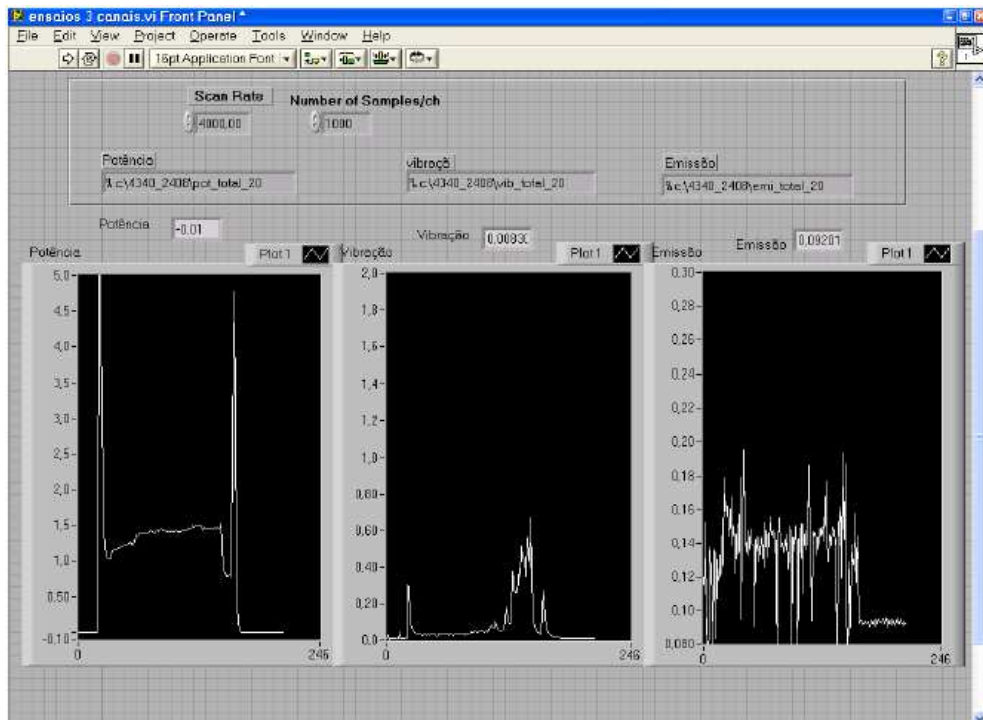 ensaios 3 canais.vi Front Panel *
File Edit View Project Operate Tools Window Help
16pt Application Font
Scan Rate
Number of Samples/ch
4000,00
1000
Potência
vibraçã
Emissão
c:\4340_2408\pot_total_20
c:\4340_2408\vib_total_20
c:\4340_2408\emi_total_20
Potência -0.01
Vibração
Emissão
Potência
Plot 1
Vibração
Plot 1
Emissão
Plot 1
5,0
4,5
4,0
3,5
3,0
2,5
2,0
1,5
1,0
0,50
-0,10
0
246
2,0
1,8
1,6
1,4
1,2
1,0
0,80
0,60
0,40
0,20
0,0
0
246
0,30
0,28
0,26
0,24
0,22
0,20
0,18
0,16
0,14
0,12
0,10
0,080
0
246